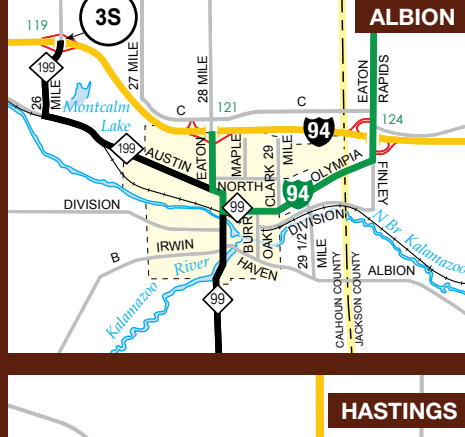 ALBION
3S
119
199
26 MILE
27 MILE
28 MILE
Montcalm
Lake
C
121
C
94
EATON RAPIDS
124
199
AUSTIN
EATON
MAPLE
CLARK
29 MILE
OLYMPIA
94
NORTH
99
FINLEY
DIVISION
BURR
OAK
DIVISION
29 1/2 MILE
N Br Kalamazoo
B
IRWIN
River
HAVEN
ALBION
Kalamazoo
99
CALHOUN COUNTY
JACKSON COUNTY
HASTINGS